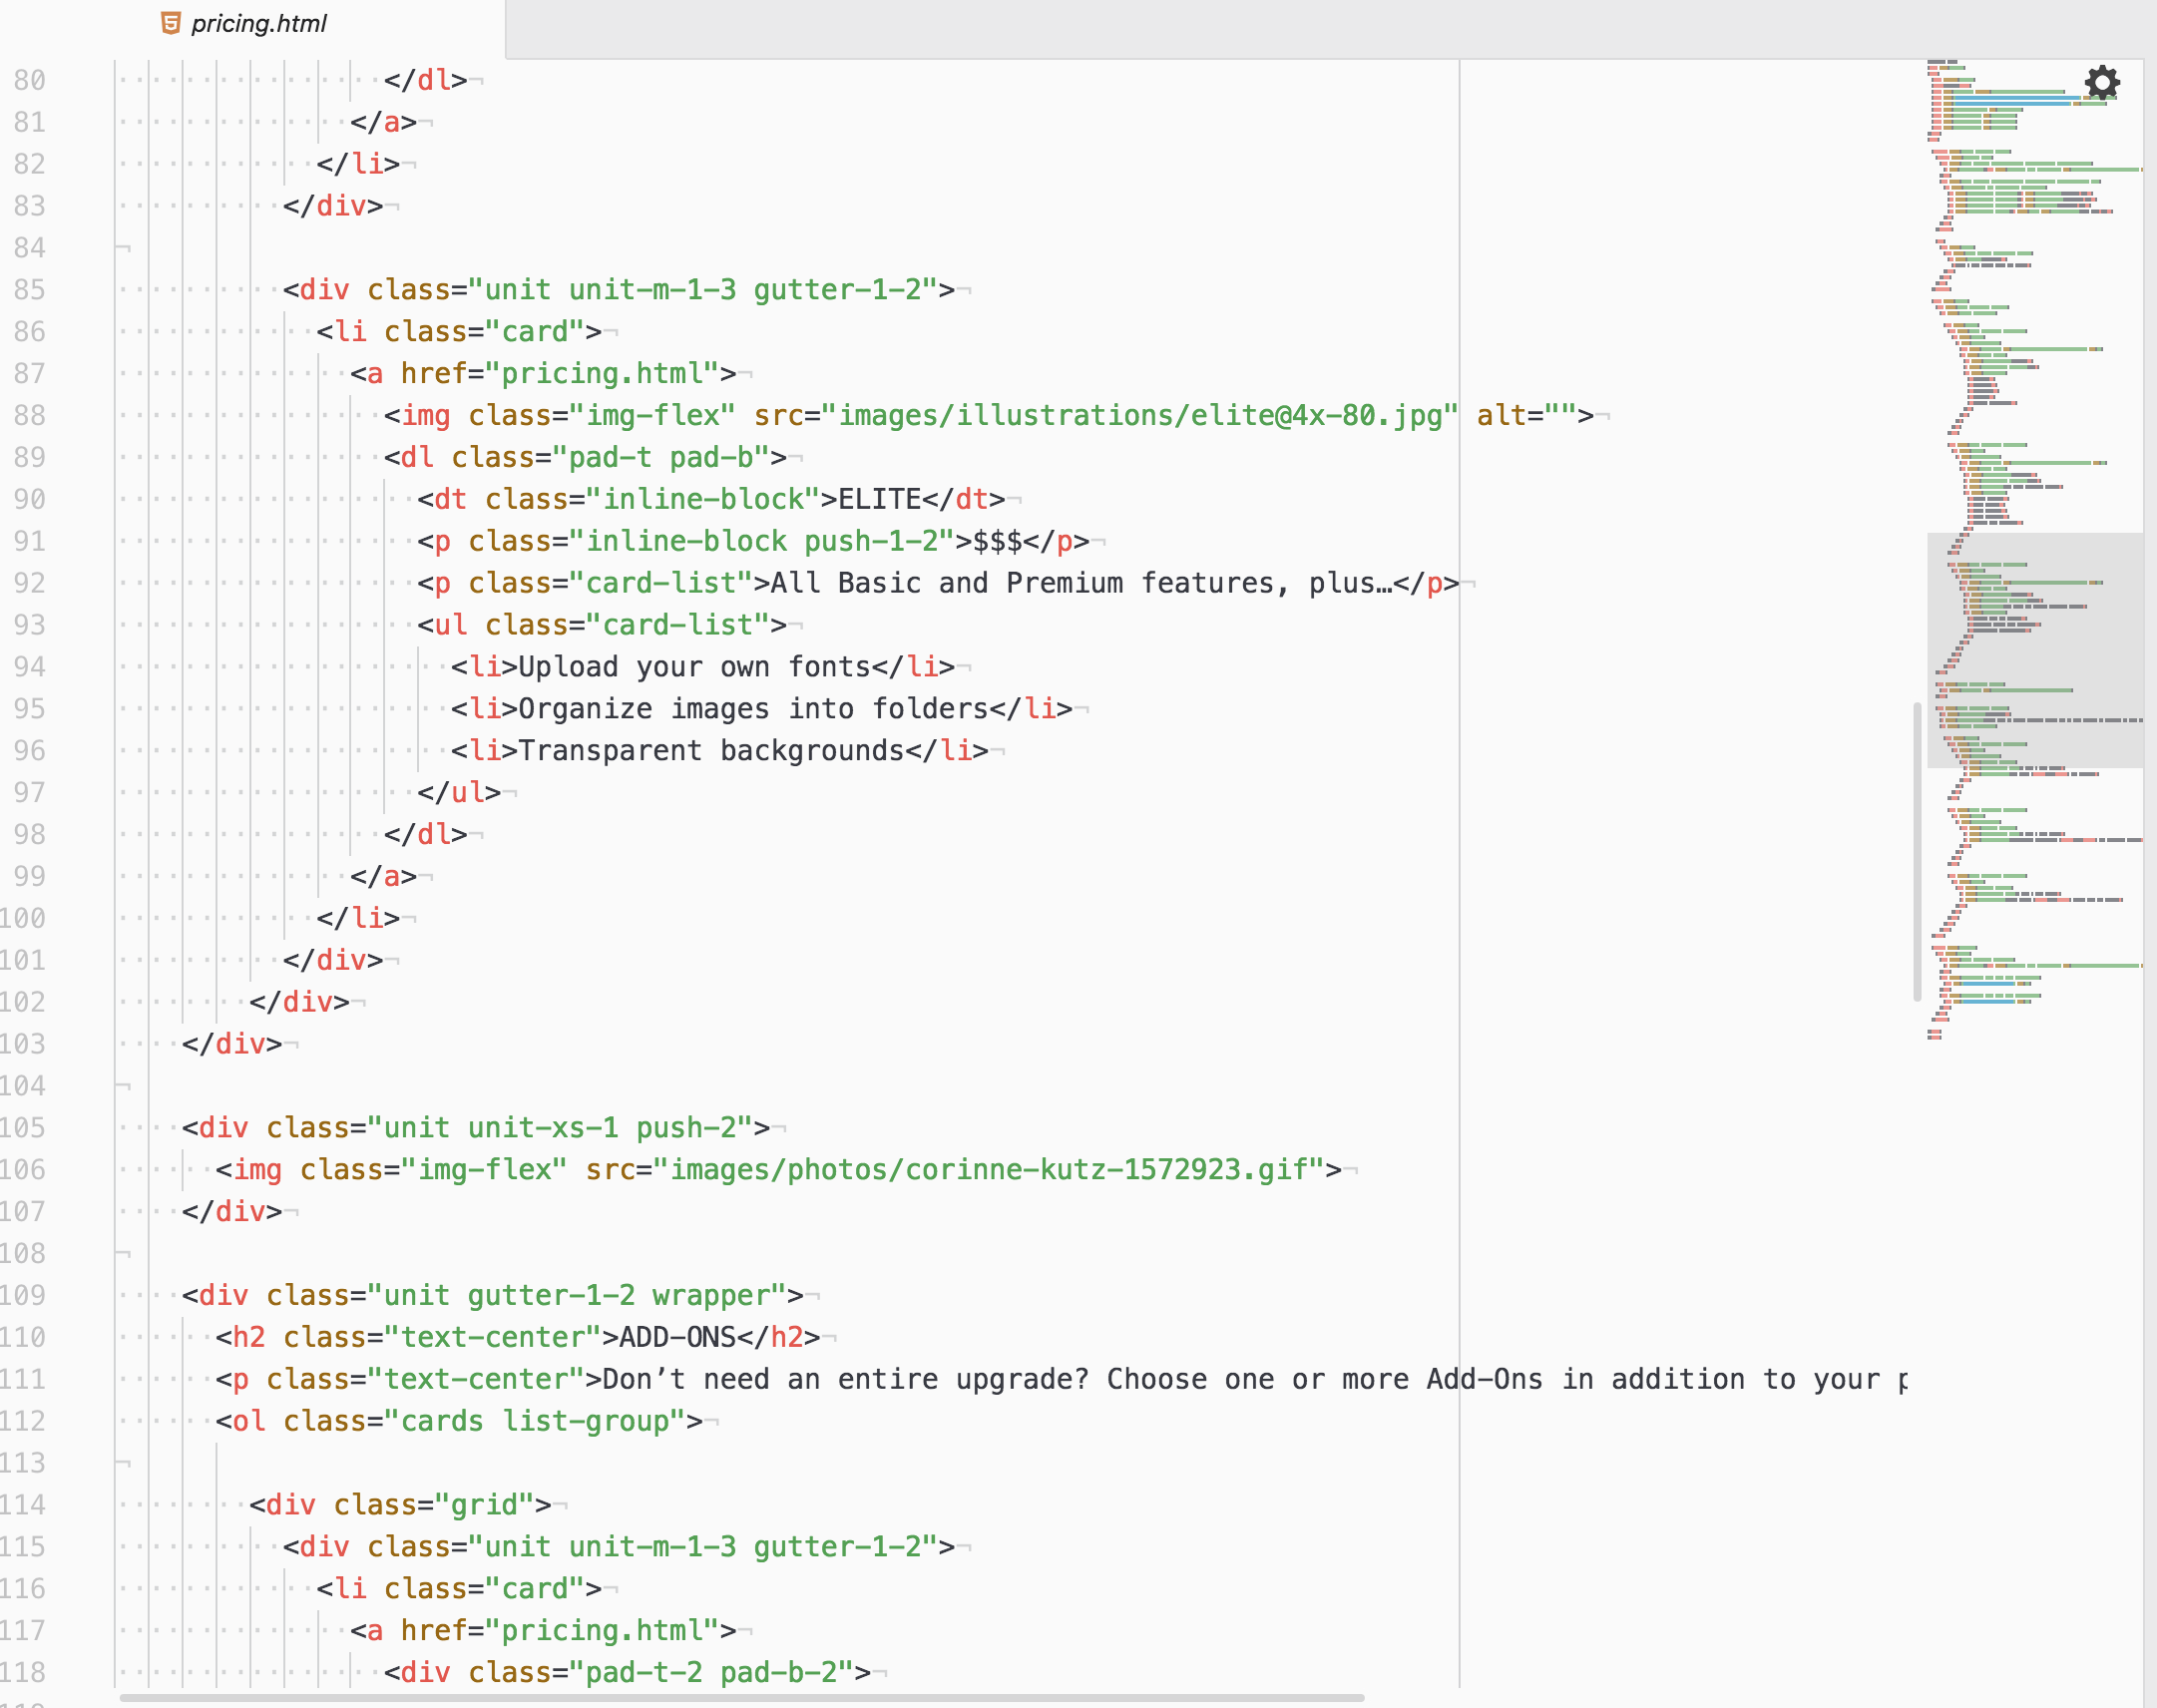 pricing.html
80 </dl>
81 </a>
82 </li>
83 </div>
84
85 <div class="unit unit-m-1-3 gutter-1-2">
86 <li class="card">
87 <a href="pricing.html">
88 <img class="img-flex" src="images/illustrations/elite@4x-80.jpg" alt="">
89 <dl class="pad-t pad-b">
90 <dt class="inline-block">ELITE</dt>
91 <p class="inline-block push-1-2">$$$</p>
92 <p class="card-list">All Basic and Premium features, plus…</p>
93 <ul class="card-list">
94 <li>Upload your own fonts</li>
95 <li>Organize images into folders</li>
96 <li>Transparent backgrounds</li>
97 </ul>
98 </dl>
99 </a>
100 </li>
101 </div>
102 </div>
103 </div>
104
105 <div class="unit unit-xs-1 push-2">
106 <img class="img-flex" src="images/photos/corinne-kutz-1572923.gif">
107 </div>
108
109 <div class="unit gutter-1-2 wrapper">
110 <h2 class="text-center">ADD-ONS</h2>
111 <p class="text-center">Don’t need an entire upgrade? Choose one or more Add-Ons in addition to your
112 <ol class="cards list-group">
113
114 <div class="grid">
115 <div class="unit unit-m-1-3 gutter-1-2">
116 <li class="card">
117 <a href="pricing.html">
118 <div class="pad-t-2 pad-b-2">